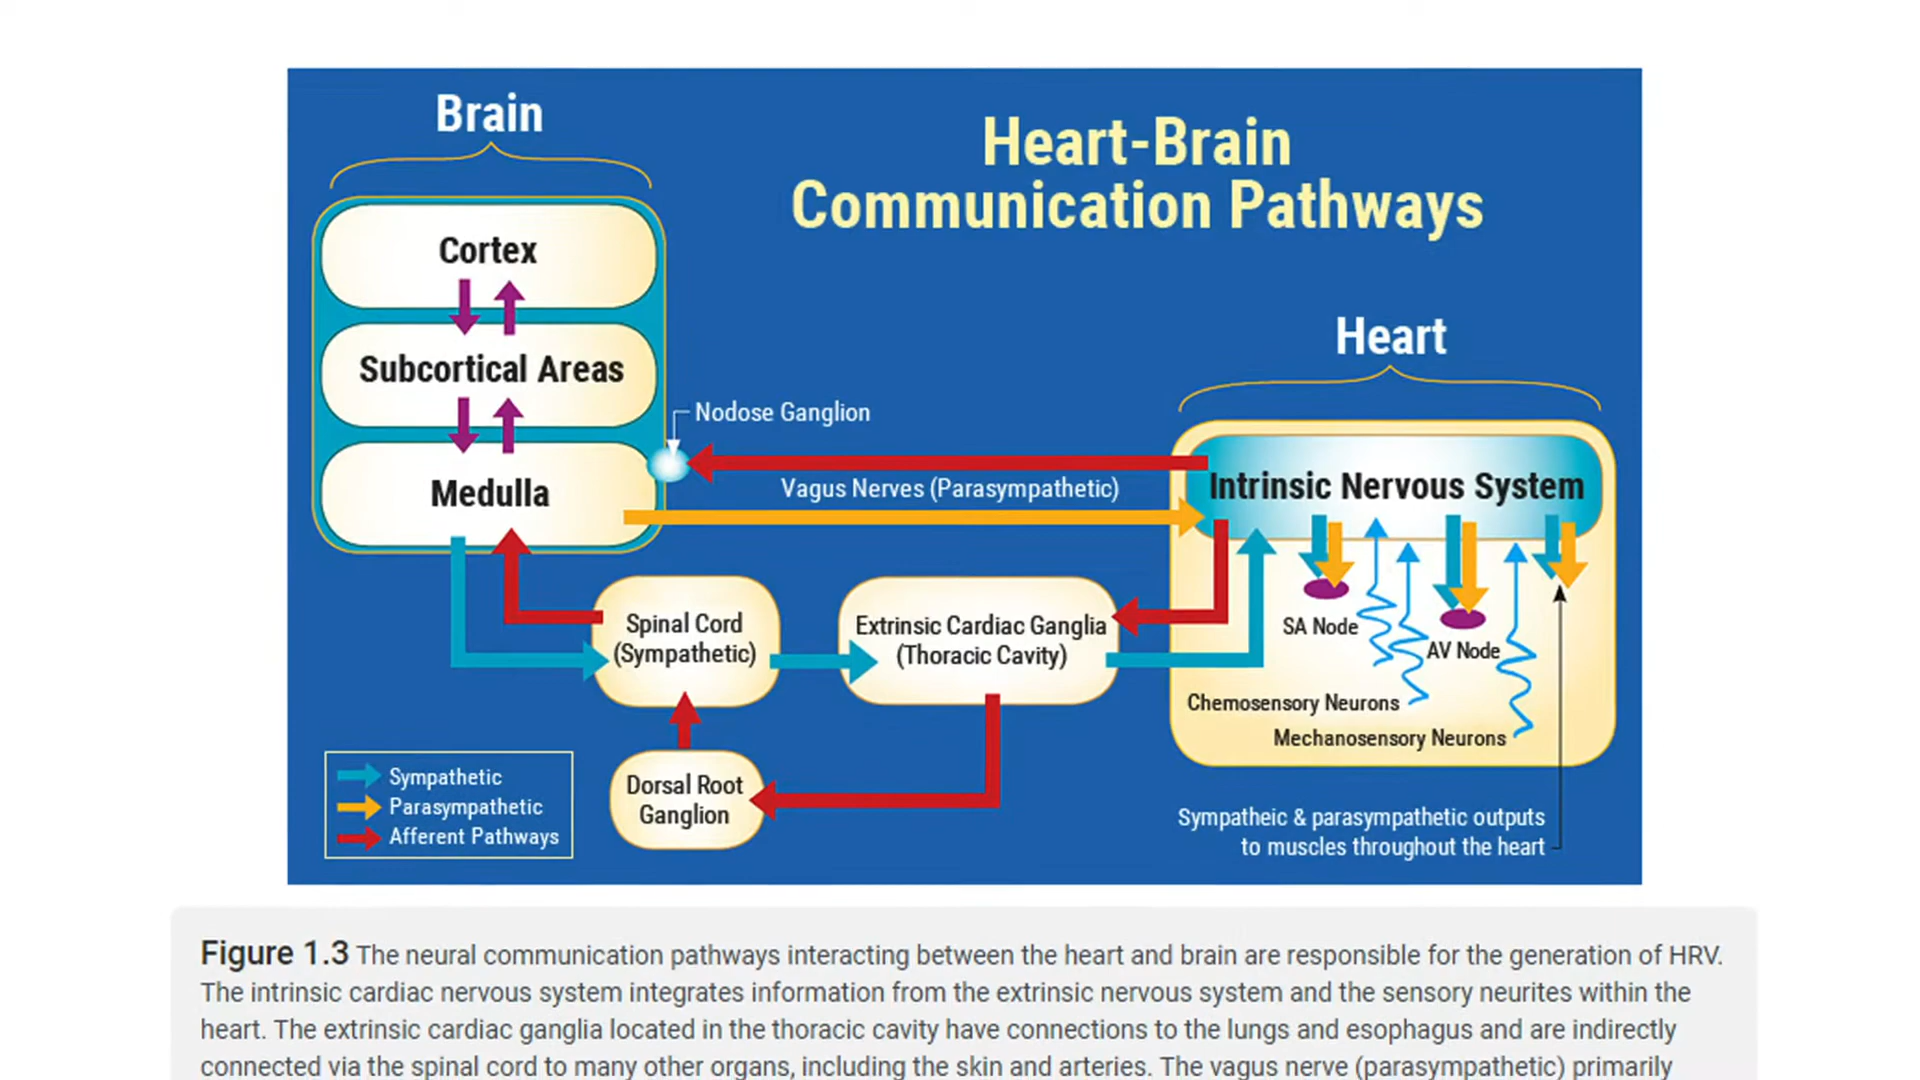 Brain
Heart-Brain
Communication Pathways
Cortex
Subcortical Areas
Medulla
Nodose Ganglion
Vagus Nerves (Parasympathetic)
Heart
Intrinsic Nervous System
SA Node
AV Node
Chemosensory Neurons
Mechanosensory Neurons
Spinal Cord
(Sympathetic)
Extrinsic Cardiac Ganglia
(Thoracic Cavity)
Dorsal Root
Ganglion
Sympathetic
Parasympathetic
Afferent Pathways
Sympatheic & parasympathetic outputs
to muscles throughout the heart
Figure 1.3 The neural communication pathways interacting between the heart and brain are responsible for the generation of HRV.
The intrinsic cardiac nervous system integrates information from the extrinsic nervous system and the sensory neurites within the
heart. The extrinsic cardiac ganglia located in the thoracic cavity have connections to the lungs and esophagus and are indirectly
connected via the spinal cord to many other organs, including the skin and arteries. The vagus nerve (parasympathetic) primarily